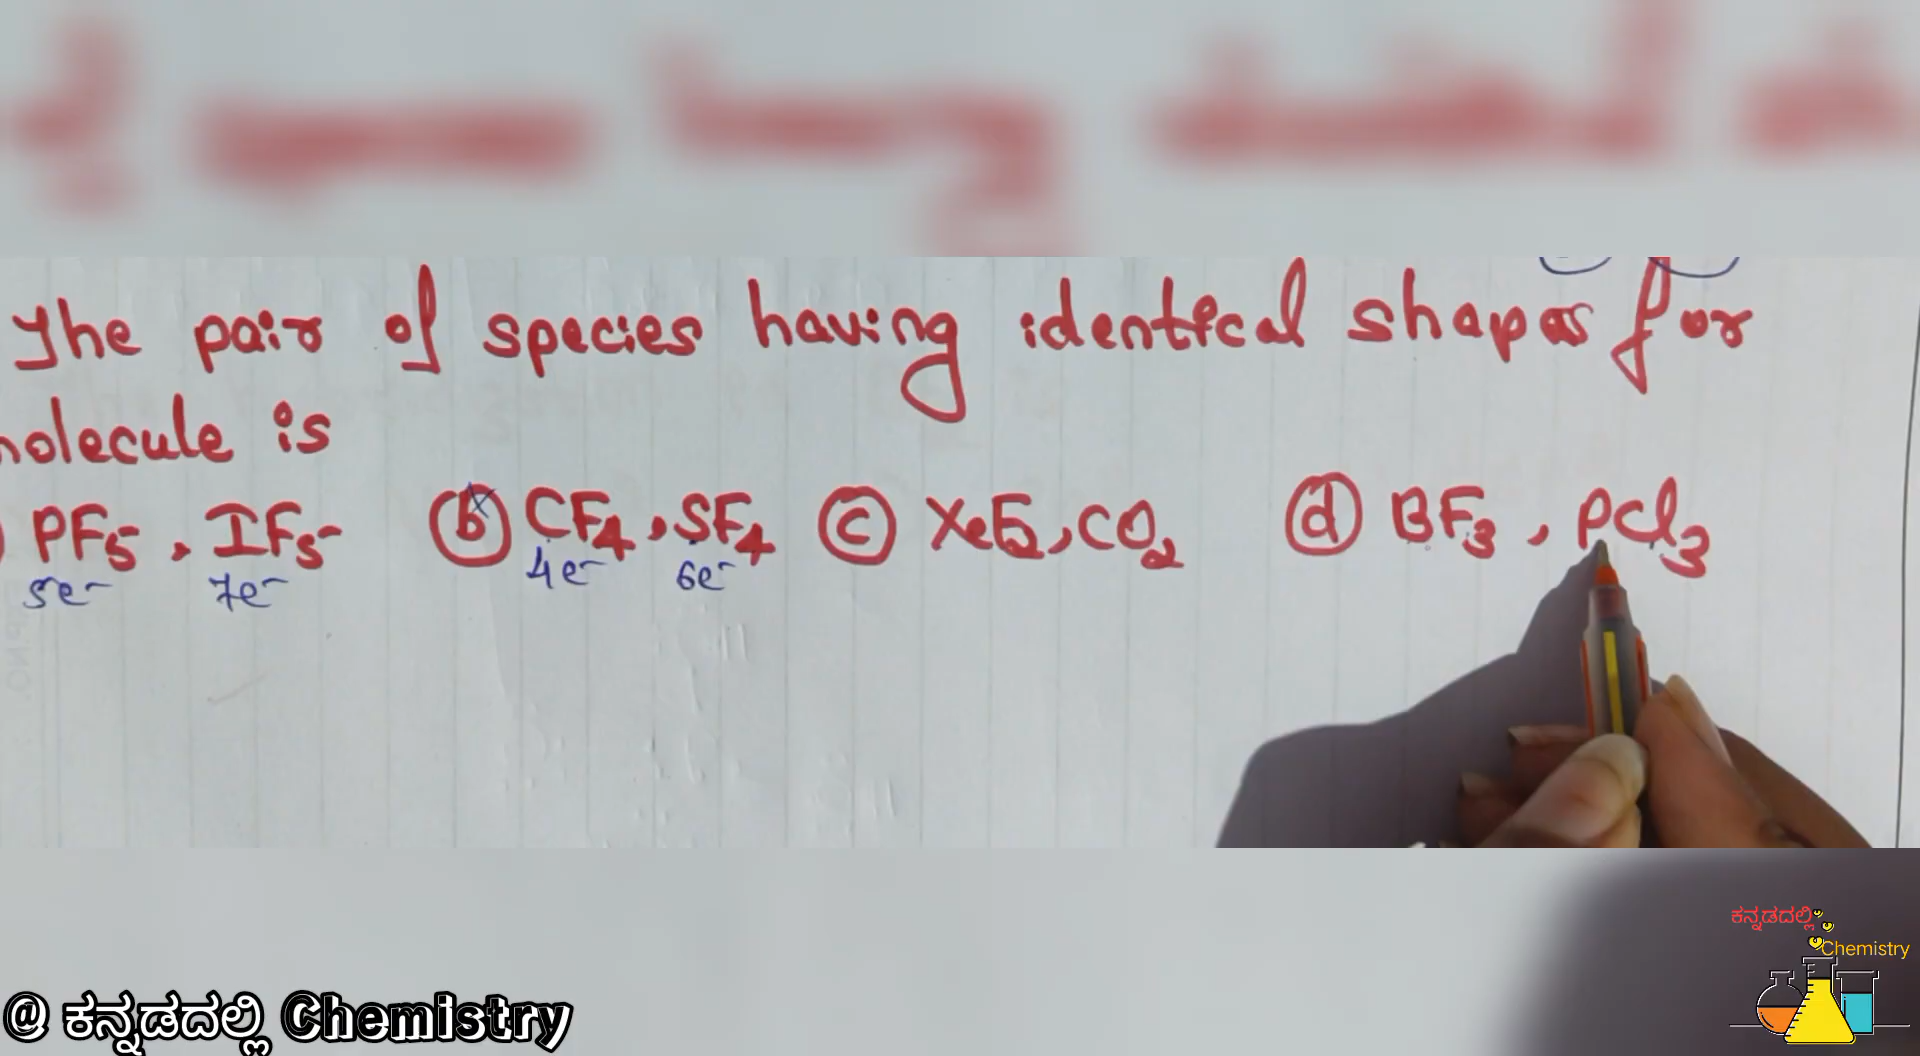 The pair of species having identical shapes for
molecule is
) PF5, IF5 (b) CF4, SF4 (c) XeF2, CO2 (d) BF3, PCl3
5e- 7e- 4e- 6e-
ಕನ್ನಡದಲ್ಲಿ
Chemistry
@ ಕನ್ನಡದಲ್ಲಿ Chemistry